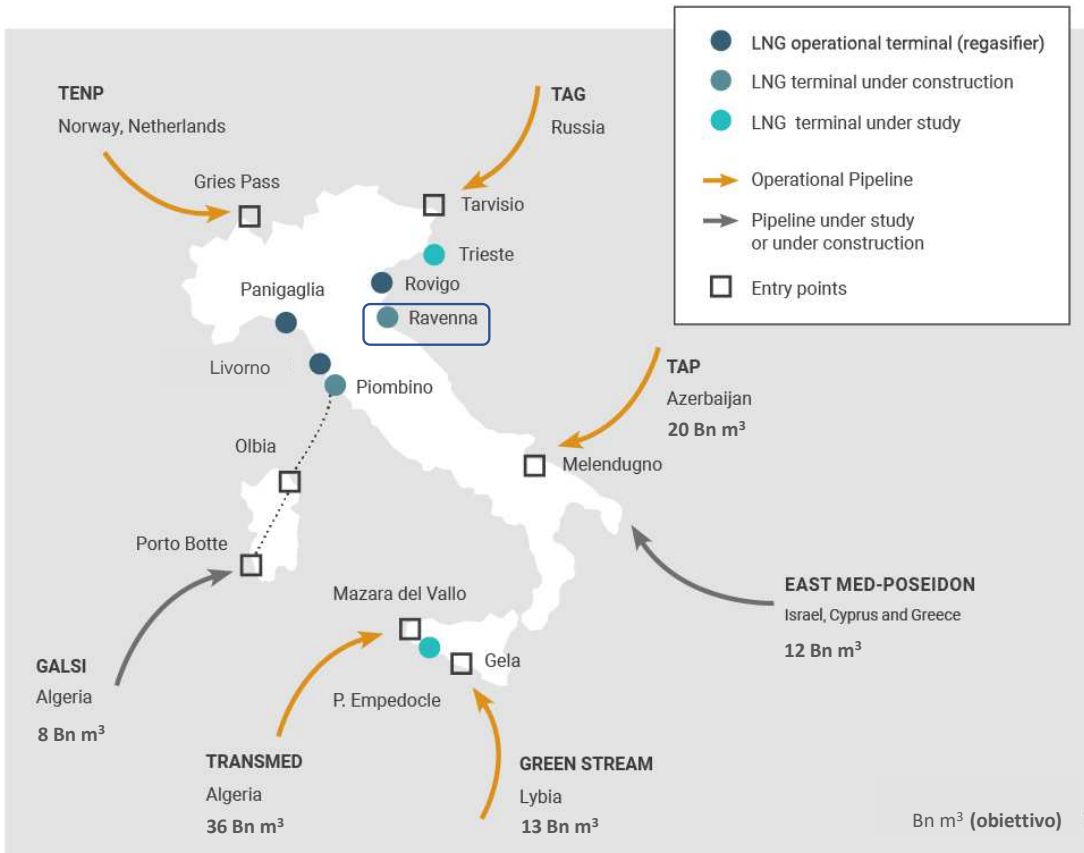 LNG operational terminal (regasifier)
LNG terminal under construction
LNG terminal under study
Operational Pipeline
Pipeline under study
or under construction
Entry points
TENP
Norway, Netherlands
Gries Pass
TAG
Russia
Tarvisio
Trieste
Rovigo
Ravenna
Panigaglia
Livorno
Piombino
TAP
Azerbaijan
20 Bn m³
Melendugno
Olbia
Porto Botte
EAST MED-POSEIDON
Israel, Cyprus and Greece
12 Bn m³
Mazara del Vallo
Gela
P. Empedocle
GALSI
Algeria
8 Bn m³
TRANSMED
Algeria
36 Bn m³
GREEN STREAM
Lybia
13 Bn m³
Bn m³ (obiettivo)